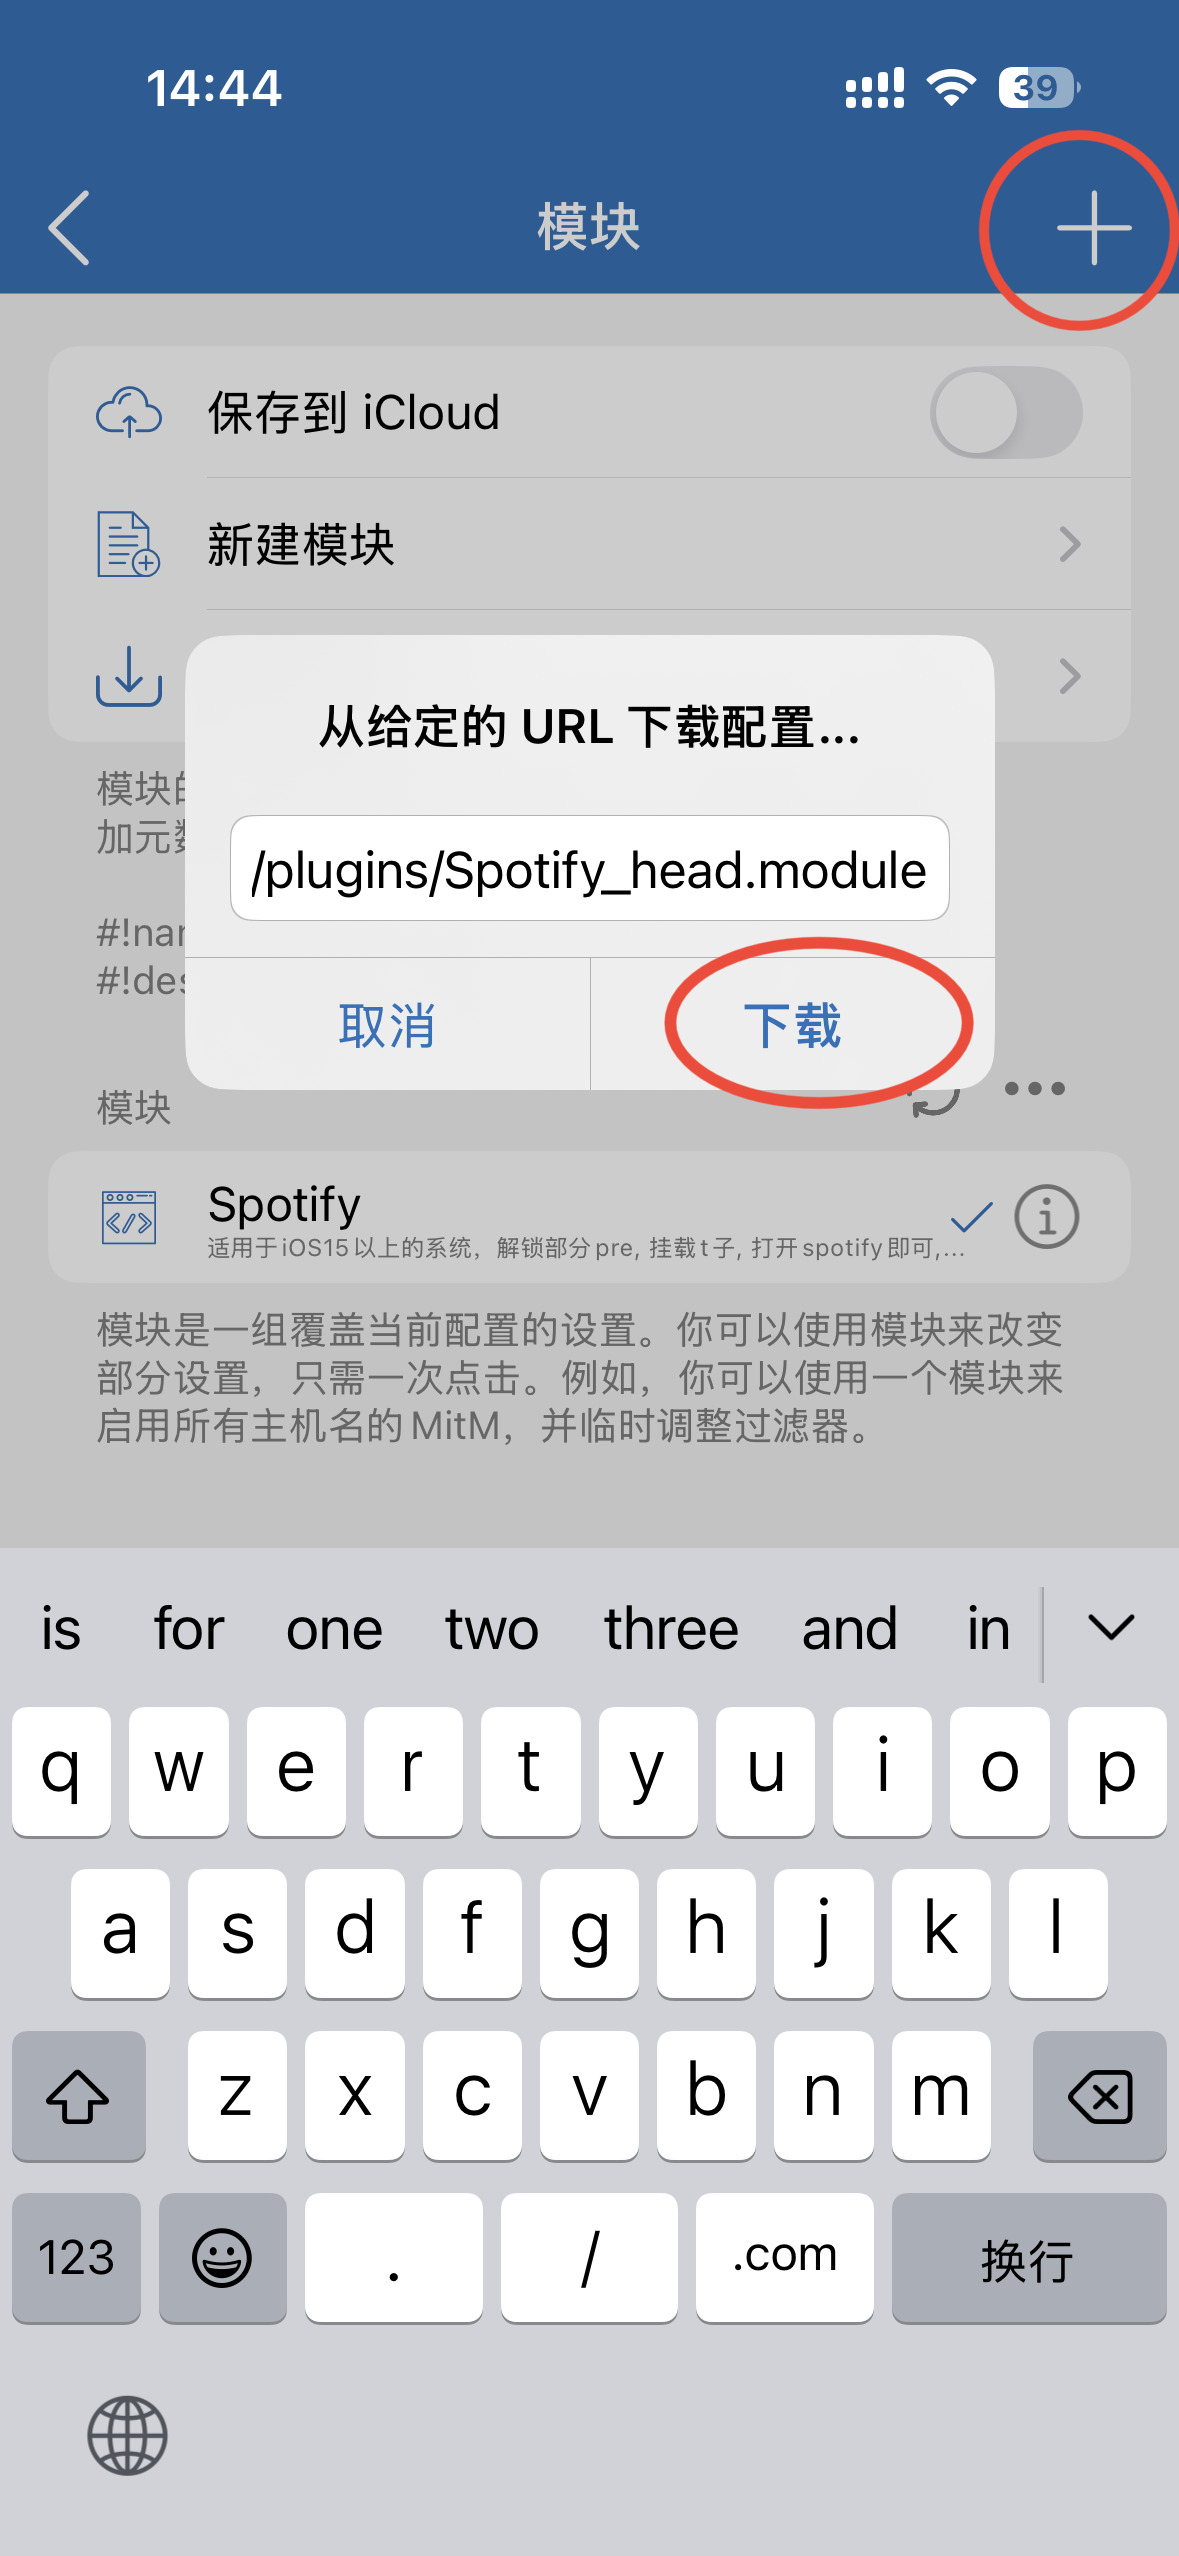 14:44
39
模块
保存到 iCloud
新建模块
从给定的 URL 下载配置...
/plugins/Spotify_head.module
取消
下载
模块
加元
#!nar
#!des
模块
Spotify
适用于iOS15以上的系统，解锁部分pre, 挂载t子, 打开spotify即可,...
模块是一组覆盖当前配置的设置。你可以使用模块来改变
部分设置，只需一次点击。例如，你可以使用一个模块来
启用所有主机名的 MitM，并临时调整过滤器。
is for one two three and in
q w e r t y u i o p
a s d f g h j k l
z x c v b n m
123 . / .com 换行